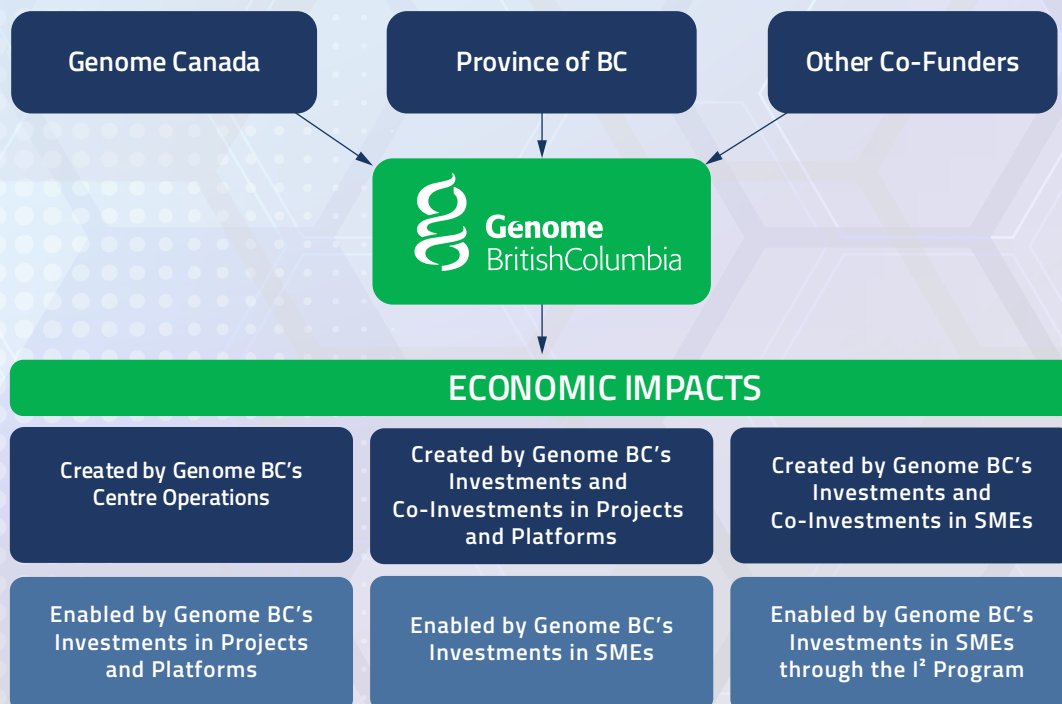 Genome Canada
Province of BC
Other Co-Funders
Genome
BritishColumbia
ECONOMIC IMPACTS
Created by Genome BC's
Centre Operations
Created by Genome BC's
Investments and
Co-Investments in Projects
and Platforms
Created by Genome BC's
Investments and
Co-Investments in SMEs
Enabled by Genome BC's
Investments in Projects
and Platforms
Enabled by Genome BC's
Investments in SMEs
Enabled by Genome BC's
Investments in SMEs
through the I² Program